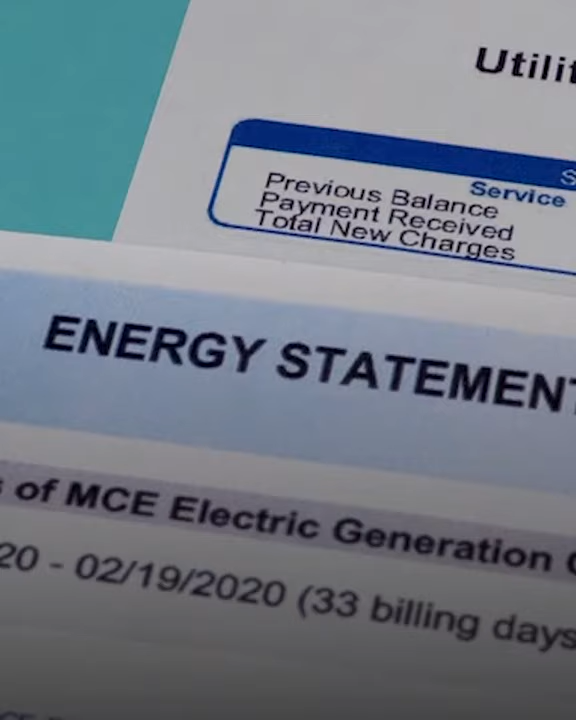 Utilit
S
Service
Previous Balance
Payment Received
Total New Charges
ENERGY STATEMENT
s of MCE Electric Generation C
20 - 02/19/2020 (33 billing days